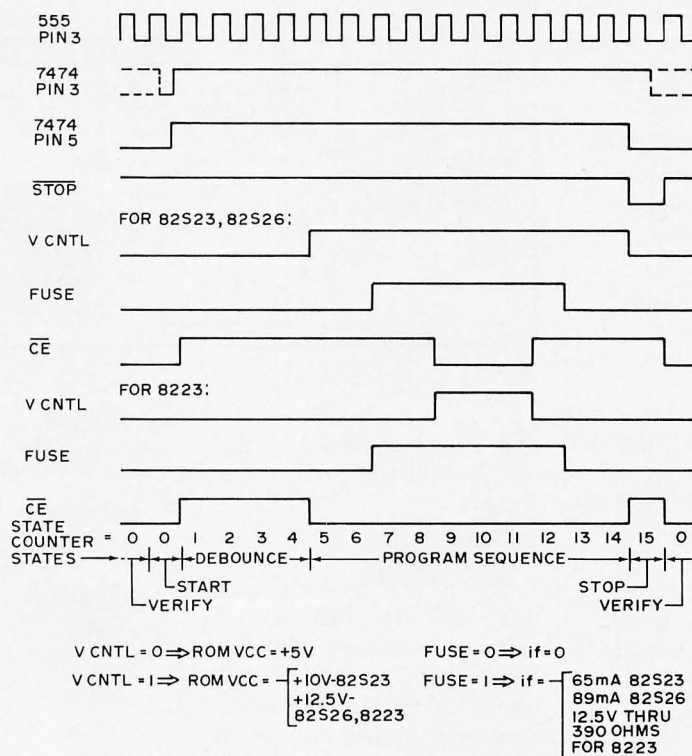 555
PIN 3
7474
PIN 3
7474
PIN 5
STOP
FOR 82S23, 82S26:
V CNTL
FUSE
CE
FOR 8223:
V CNTL
FUSE
CE
STATE
COUNTER = 0 0 1 2 3 4 5 6 7 8 9 10 11 12 13 14 15 0
STATES DEBOUNCE PROGRAM SEQUENCE
START STOP
VERIFY VERIFY
V CNTL = 0 ⇒ ROM VCC = +5V
V CNTL = 1 ⇒ ROM VCC =
+10V-82S23
+12.5V-
82S26,8223
FUSE = 0 ⇒ if = 0
FUSE = 1 ⇒ if =
65mA 82S23
89mA 82S26
12.5V THRU
390 OHMS
FOR 8223